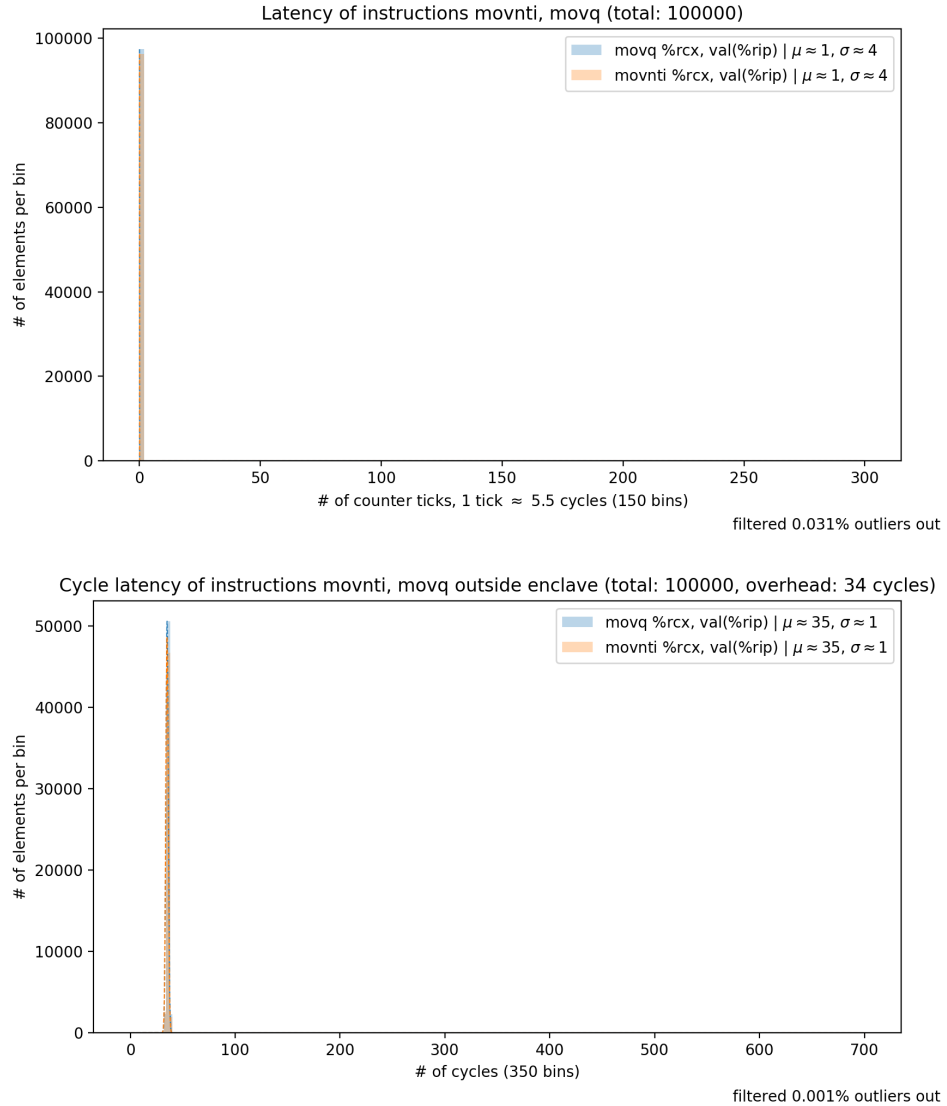 Latency of instructions movnti, movq (total: 100000)
100000
80000
60000
40000
20000
0
# of elements per bin
movq %rcx, val(%rip) | μ≈1, σ≈4
movnti %rcx, val(%rip) | μ≈1, σ≈4
0 50 100 150 200 250 300
# of counter ticks, 1 tick ≈ 5.5 cycles (150 bins)
filtered 0.031% outliers out
Cycle latency of instructions movnti, movq outside enclave (total: 100000, overhead: 34 cycles)
50000
40000
30000
20000
10000
0
# of elements per bin
movq %rcx, val(%rip) | μ≈35, σ≈1
movnti %rcx, val(%rip) | μ≈35, σ≈1
0 100 200 300 400 500 600 700
# of cycles (350 bins)
filtered 0.001% outliers out